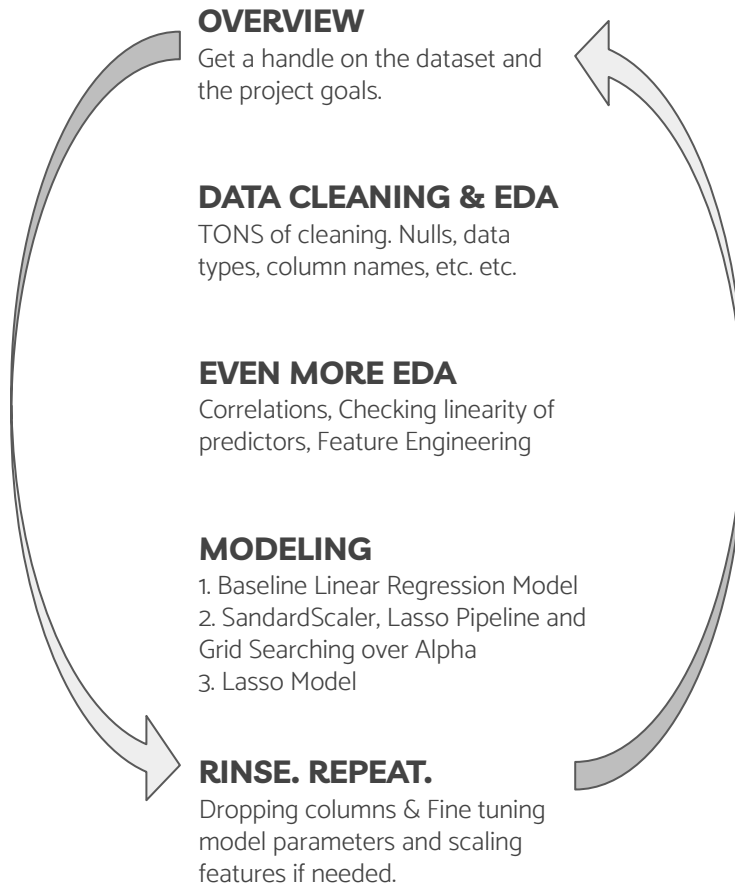 OVERVIEW
Get a handle on the dataset and
the project goals.
DATA CLEANING & EDA
TONS of cleaning. Nulls, data
types, column names, etc. etc.
EVEN MORE EDA
Correlations, Checking linearity of
predictors, Feature Engineering
MODELING
1. Baseline Linear Regression Model
2. SandardScaler, Lasso Pipeline and
Grid Searching over Alpha
3. Lasso Model
RINSE. REPEAT.
Dropping columns & Fine tuning
model parameters and scaling
features if needed.